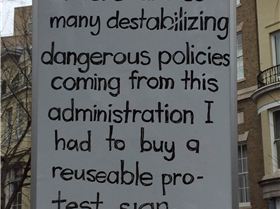 many destabilizing
dangerous policies
coming from this
administration I
had to buy a
reuseable pro-
test sign